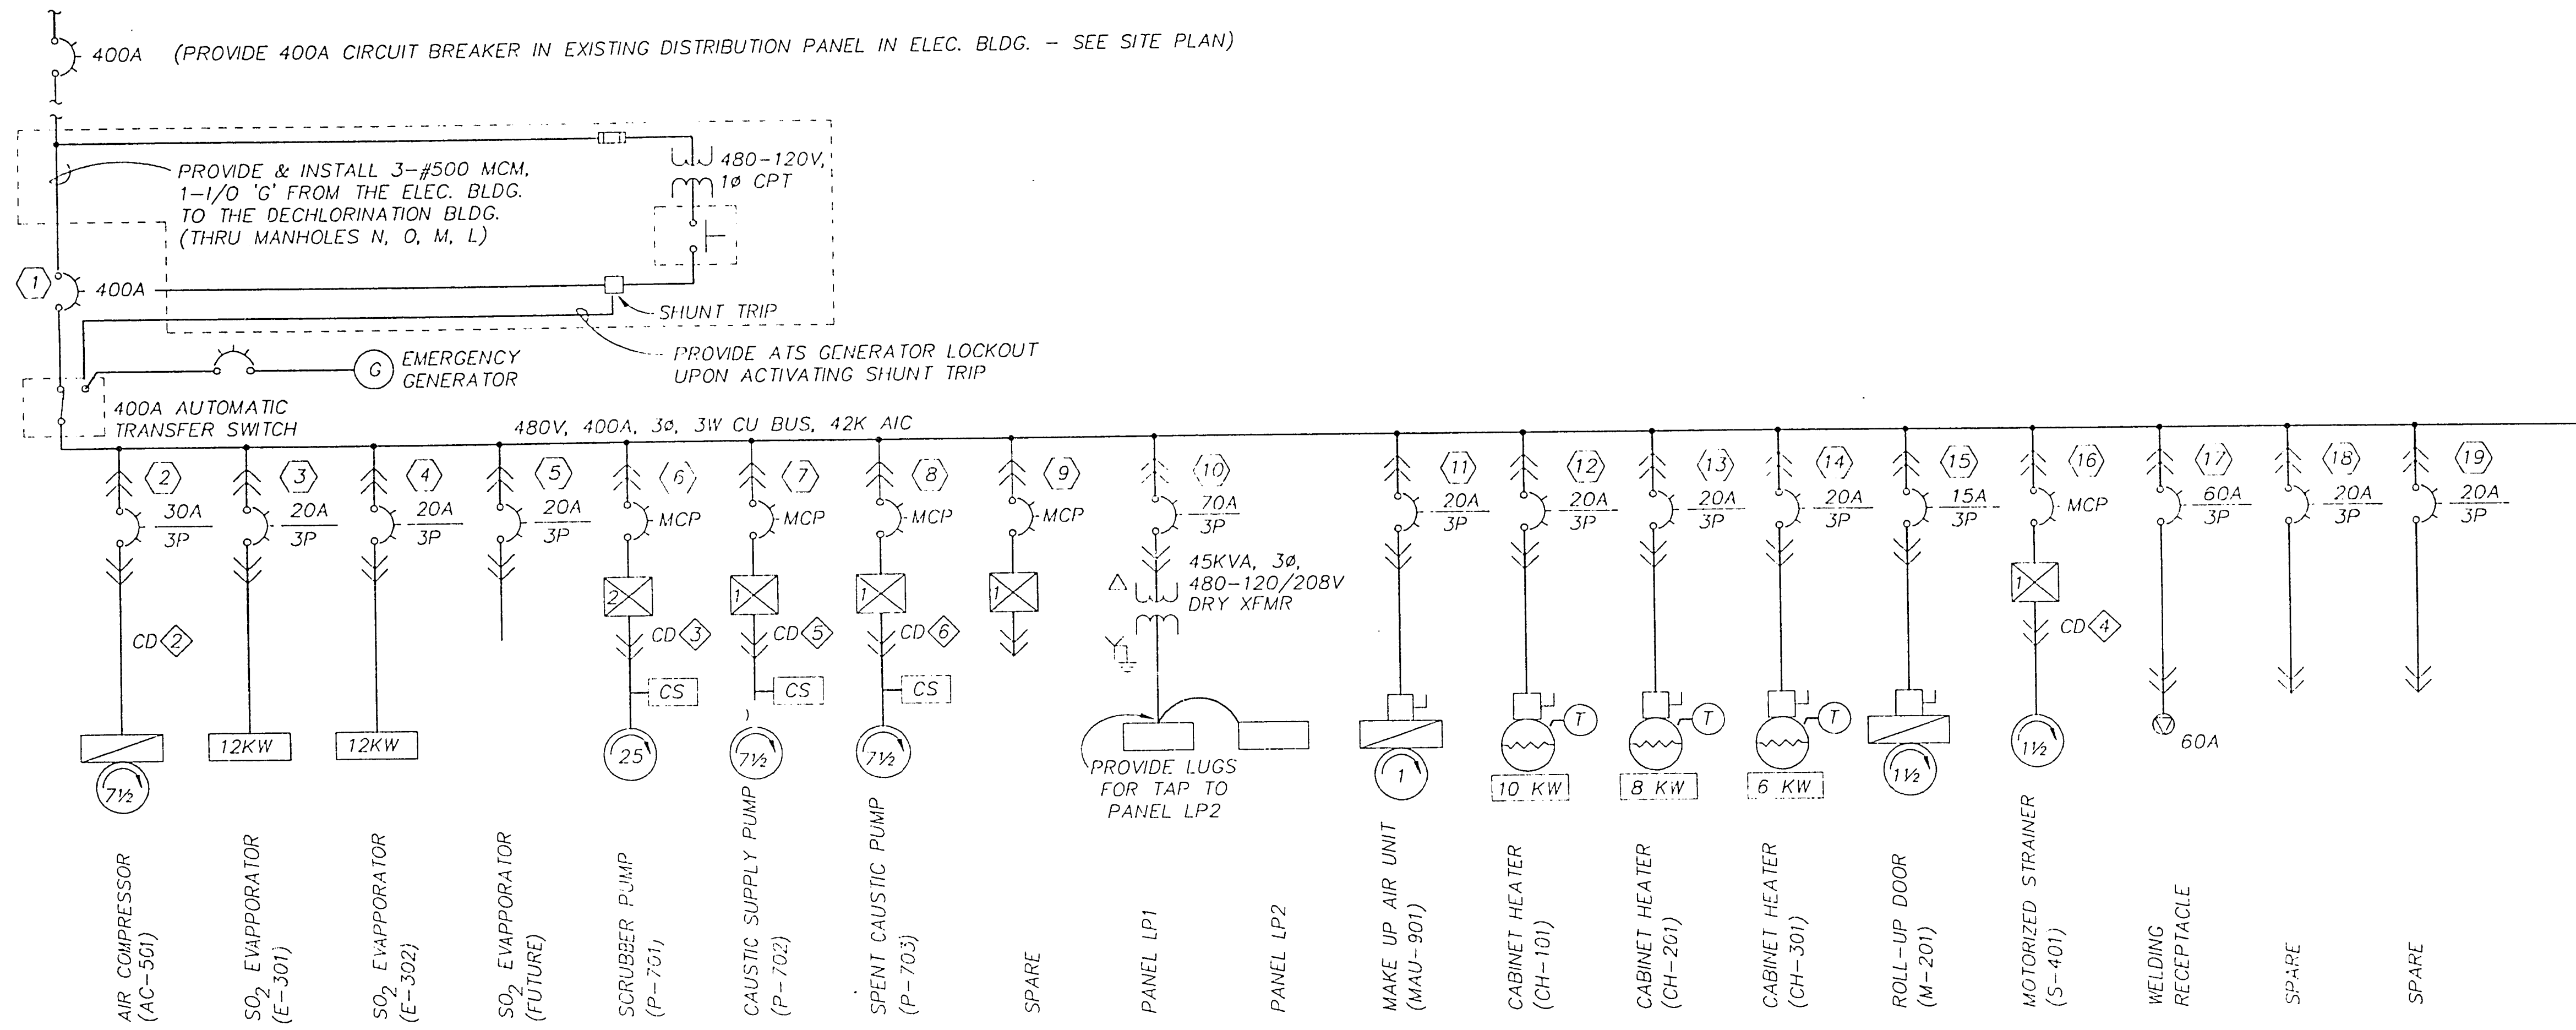 400A (PROVIDE 400A CIRCUIT BREAKER IN EXISTING DISTRIBUTION PANEL IN ELEC. BLDG. - SEE SITE PLAN)
PROVIDE & INSTALL 3-#500 MCM,
1-1/0 'G' FROM THE ELEC. BLDG.
TO THE DECHLORINATION BLDG.
(THRU MANHOLES N, O, M, L)
480-120V,
1ø CPT
1
400A
SHUNT TRIP
PROVIDE ATS GENERATOR LOCKOUT
UPON ACTIVATING SHUNT TRIP
G
EMERGENCY
GENERATOR
400A AUTOMATIC
TRANSFER SWITCH
480V, 400A, 3ø, 3W CU BUS, 42K AIC
2
30A
3P
CD 2
7½
AIR COMPRESSOR
(AC-501)
3
20A
3P
12KW
SO2 EVAPPORATOR
(E-301)
4
20A
3P
12KW
SO2 EVAPPORATOR
(E-302)
5
20A
3P
SO2 EVAPPORATOR
(FUTURE)
6
MCP
2
CD 3
CS
25
SCRUBBER PUMP
(P-701)
7
MCP
1
CD 5
CS
7½
CAUSTIC SUPPLY PUMP
(P-702)
8
MCP
1
CD 6
CS
7½
SPENT CAUSTIC PUMP
(P-703)
9
MCP
1
SPARE
10
70A
3P
45KVA, 3ø,
480-120/208V
DRY XFMR
PROVIDE LUGS
FOR TAP TO
PANEL LP2
PANEL LP1
PANEL LP2
11
20A
3P
1
MAKE UP AIR UNIT
(MAU-901)
12
20A
3P
T
10 KW
CABINET HEATER
(CH-101)
13
20A
3P
T
8 KW
CABINET HEATER
(CH-201)
14
20A
3P
T
6 KW
CABINET HEATER
(CH-301)
15
15A
3P
1½
ROLL-UP DOOR
(M-201)
16
MCP
1
CD 4
1½
MOTORIZED STRAINER
(S-401)
17
60A
3P
60A
WELDING
RECEPTACLE
18
20A
3P
SPARE
19
20A
3P
SPARE